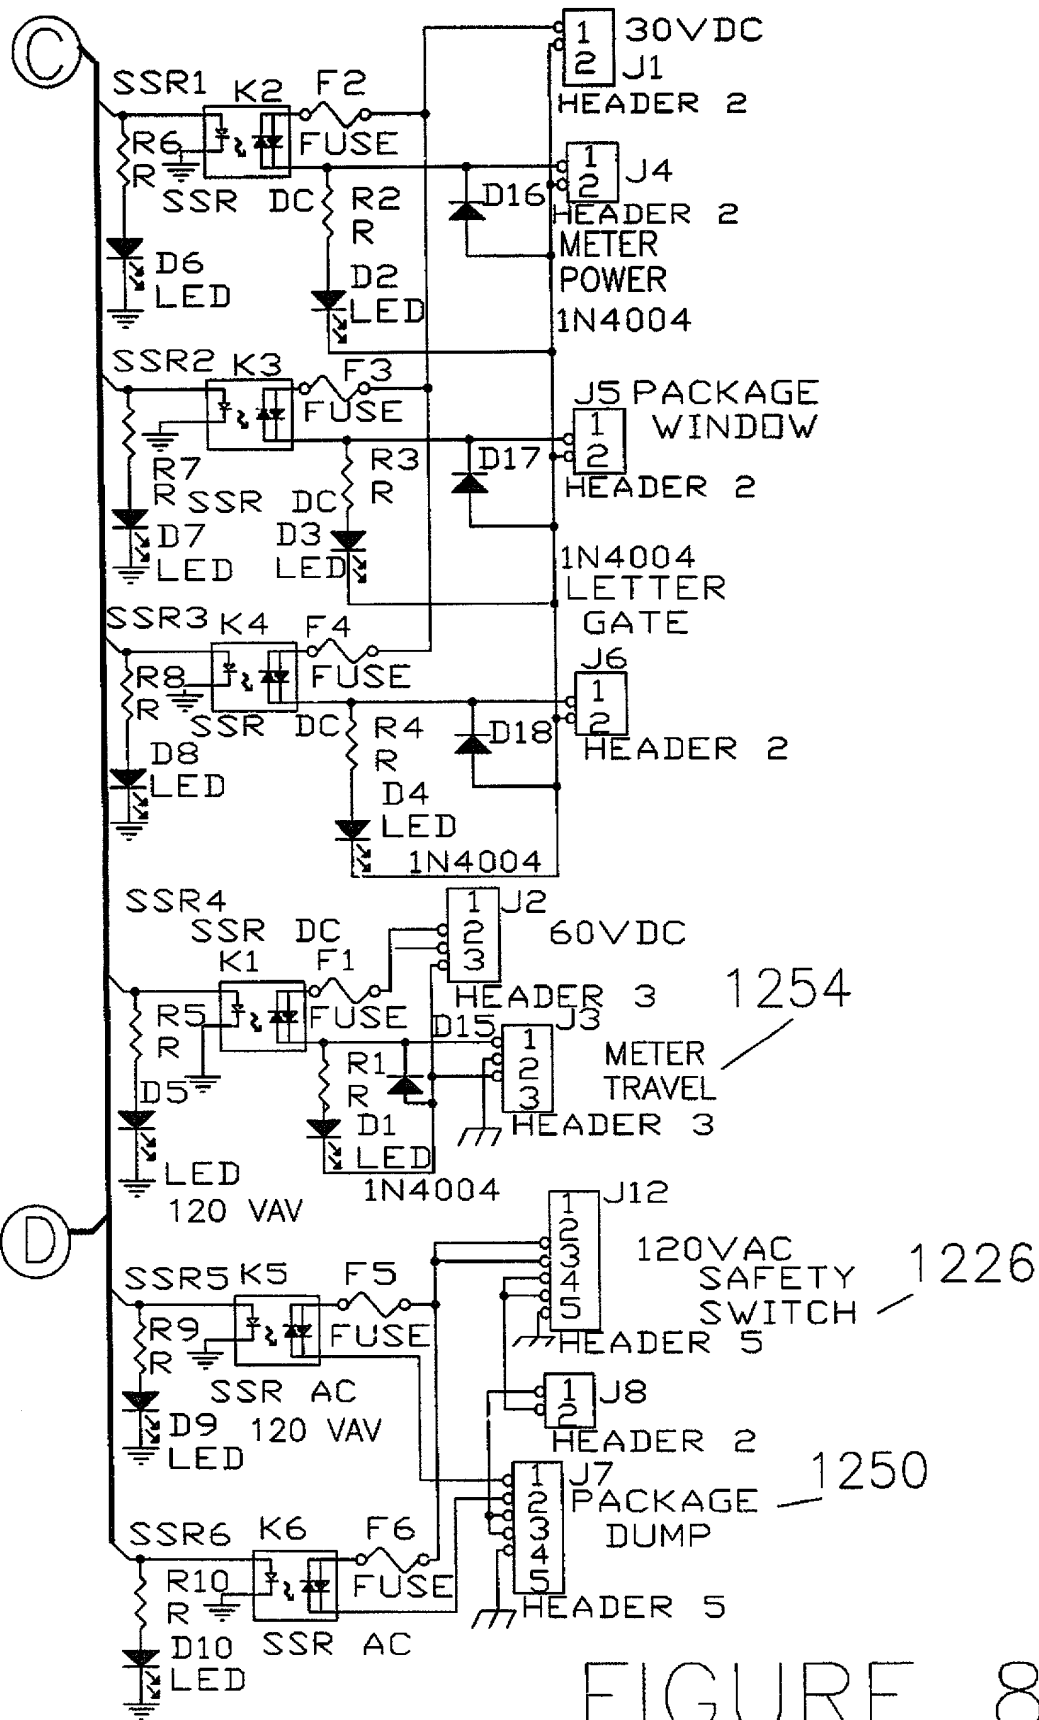 C
SSR1
K2
F2
FUSE
R6
R
SSR DC
D6
LED
R2
R
D2
LED
D16
1
2
30VDC
J1
HEADER 2
1
2
J4
HEADER 2
METER
POWER
1N4004
SSR2
K3
F3
FUSE
R7
R
SSR DC
D7
LED
R3
R
D3
LED
D17
J5 PACKAGE
WINDOW
1
2
HEADER 2
1N4004
LETTER
GATE
SSR3
K4
F4
FUSE
R8
R
SSR DC
D8
LED
R4
R
D4
LED
D18
J6
1
2
HEADER 2
1N4004
SSR4
SSR DC
K1
F1
FUSE
1
2
3
J2
60VDC
HEADER 3
R5
R
D5
LED
R1
R
D1
LED
D15
J3
1
2
3
HEADER 3
METER
TRAVEL
1254
1N4004
120 VAV
D
SSR5
K5
F5
FUSE
R9
R
SSR AC
D9
LED
120 VAV
1
2
3
4
5
J12
120VAC
SAFETY
SWITCH
1226
HEADER 5
1
2
J8
HEADER 2
J7
1
2
3
4
5
PACKAGE
DUMP
1250
HEADER 5
SSR6
K6
F6
FUSE
R10
R
SSR AC
D10
LED
FIGURE 8